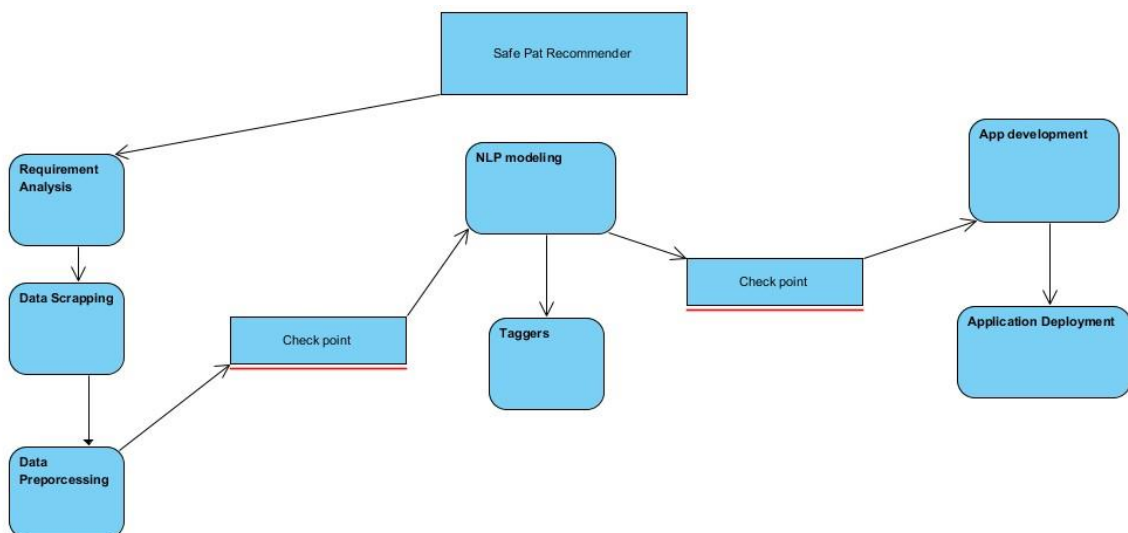 Safe Pat Recommender
Requirement
Analysis
Data Scrapping
Data
Preporcessing
Check point
NLP modeling
Taggers
Check point
App development
Application Deployment